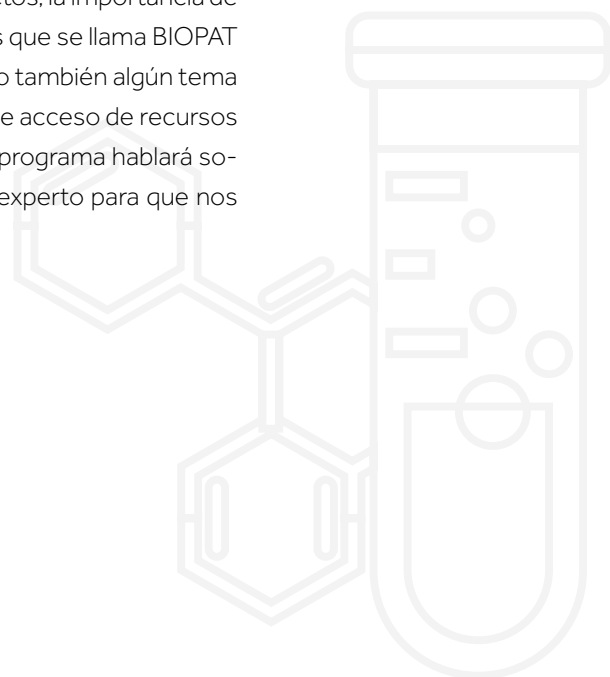 la importancia de
s que se llama BIOPAT
o también algún tema
e acceso de recursos
programa hablará so-
experto para que nos